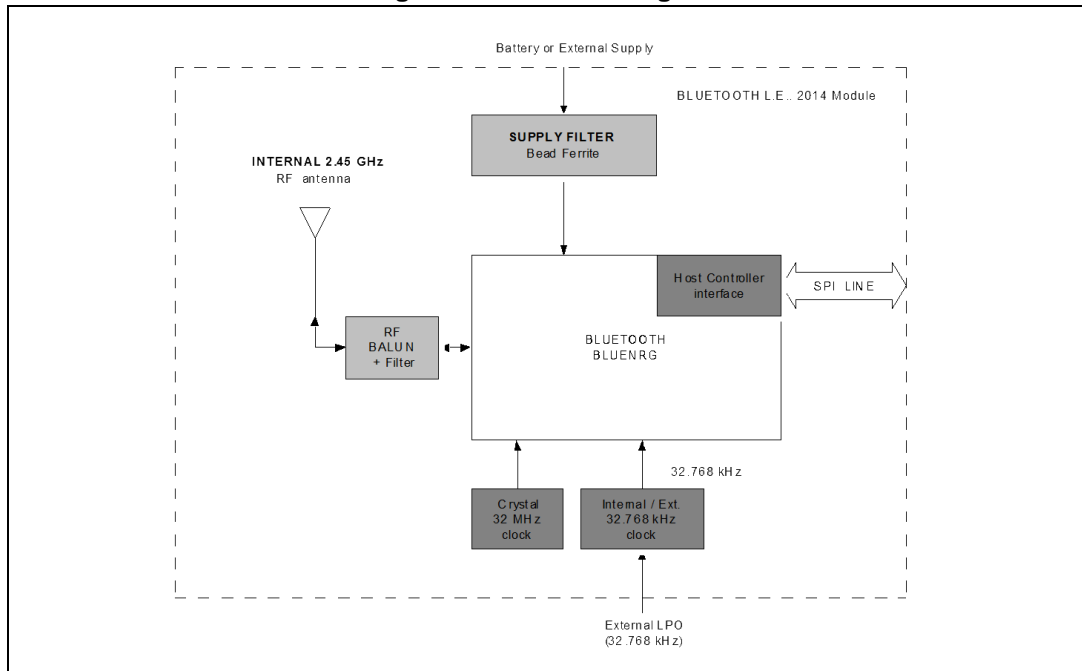 Battery or External Supply
BLUETOOTH L.E.. 2014 Module
SUPPLY FILTER
Bead Ferrite
INTERNAL 2.45 GHz
RF antenna
Host Controller
interface
SPI LINE
RF
BALUN
+ Filter
BLUETOOTH
BLUENRG
32.768 kHz
Crystal
32 MHz
clock
Internal / Ext.
32.768 kHz
clock
External LPO
(32.768 kHz)